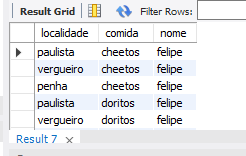 Result Grid Filter Rows:
localidade comida nome
paulista cheetos felipe
vergueiro cheetos felipe
penha cheetos felipe
paulista doritos felipe
vergueiro doritos felipe
Result 7 ×